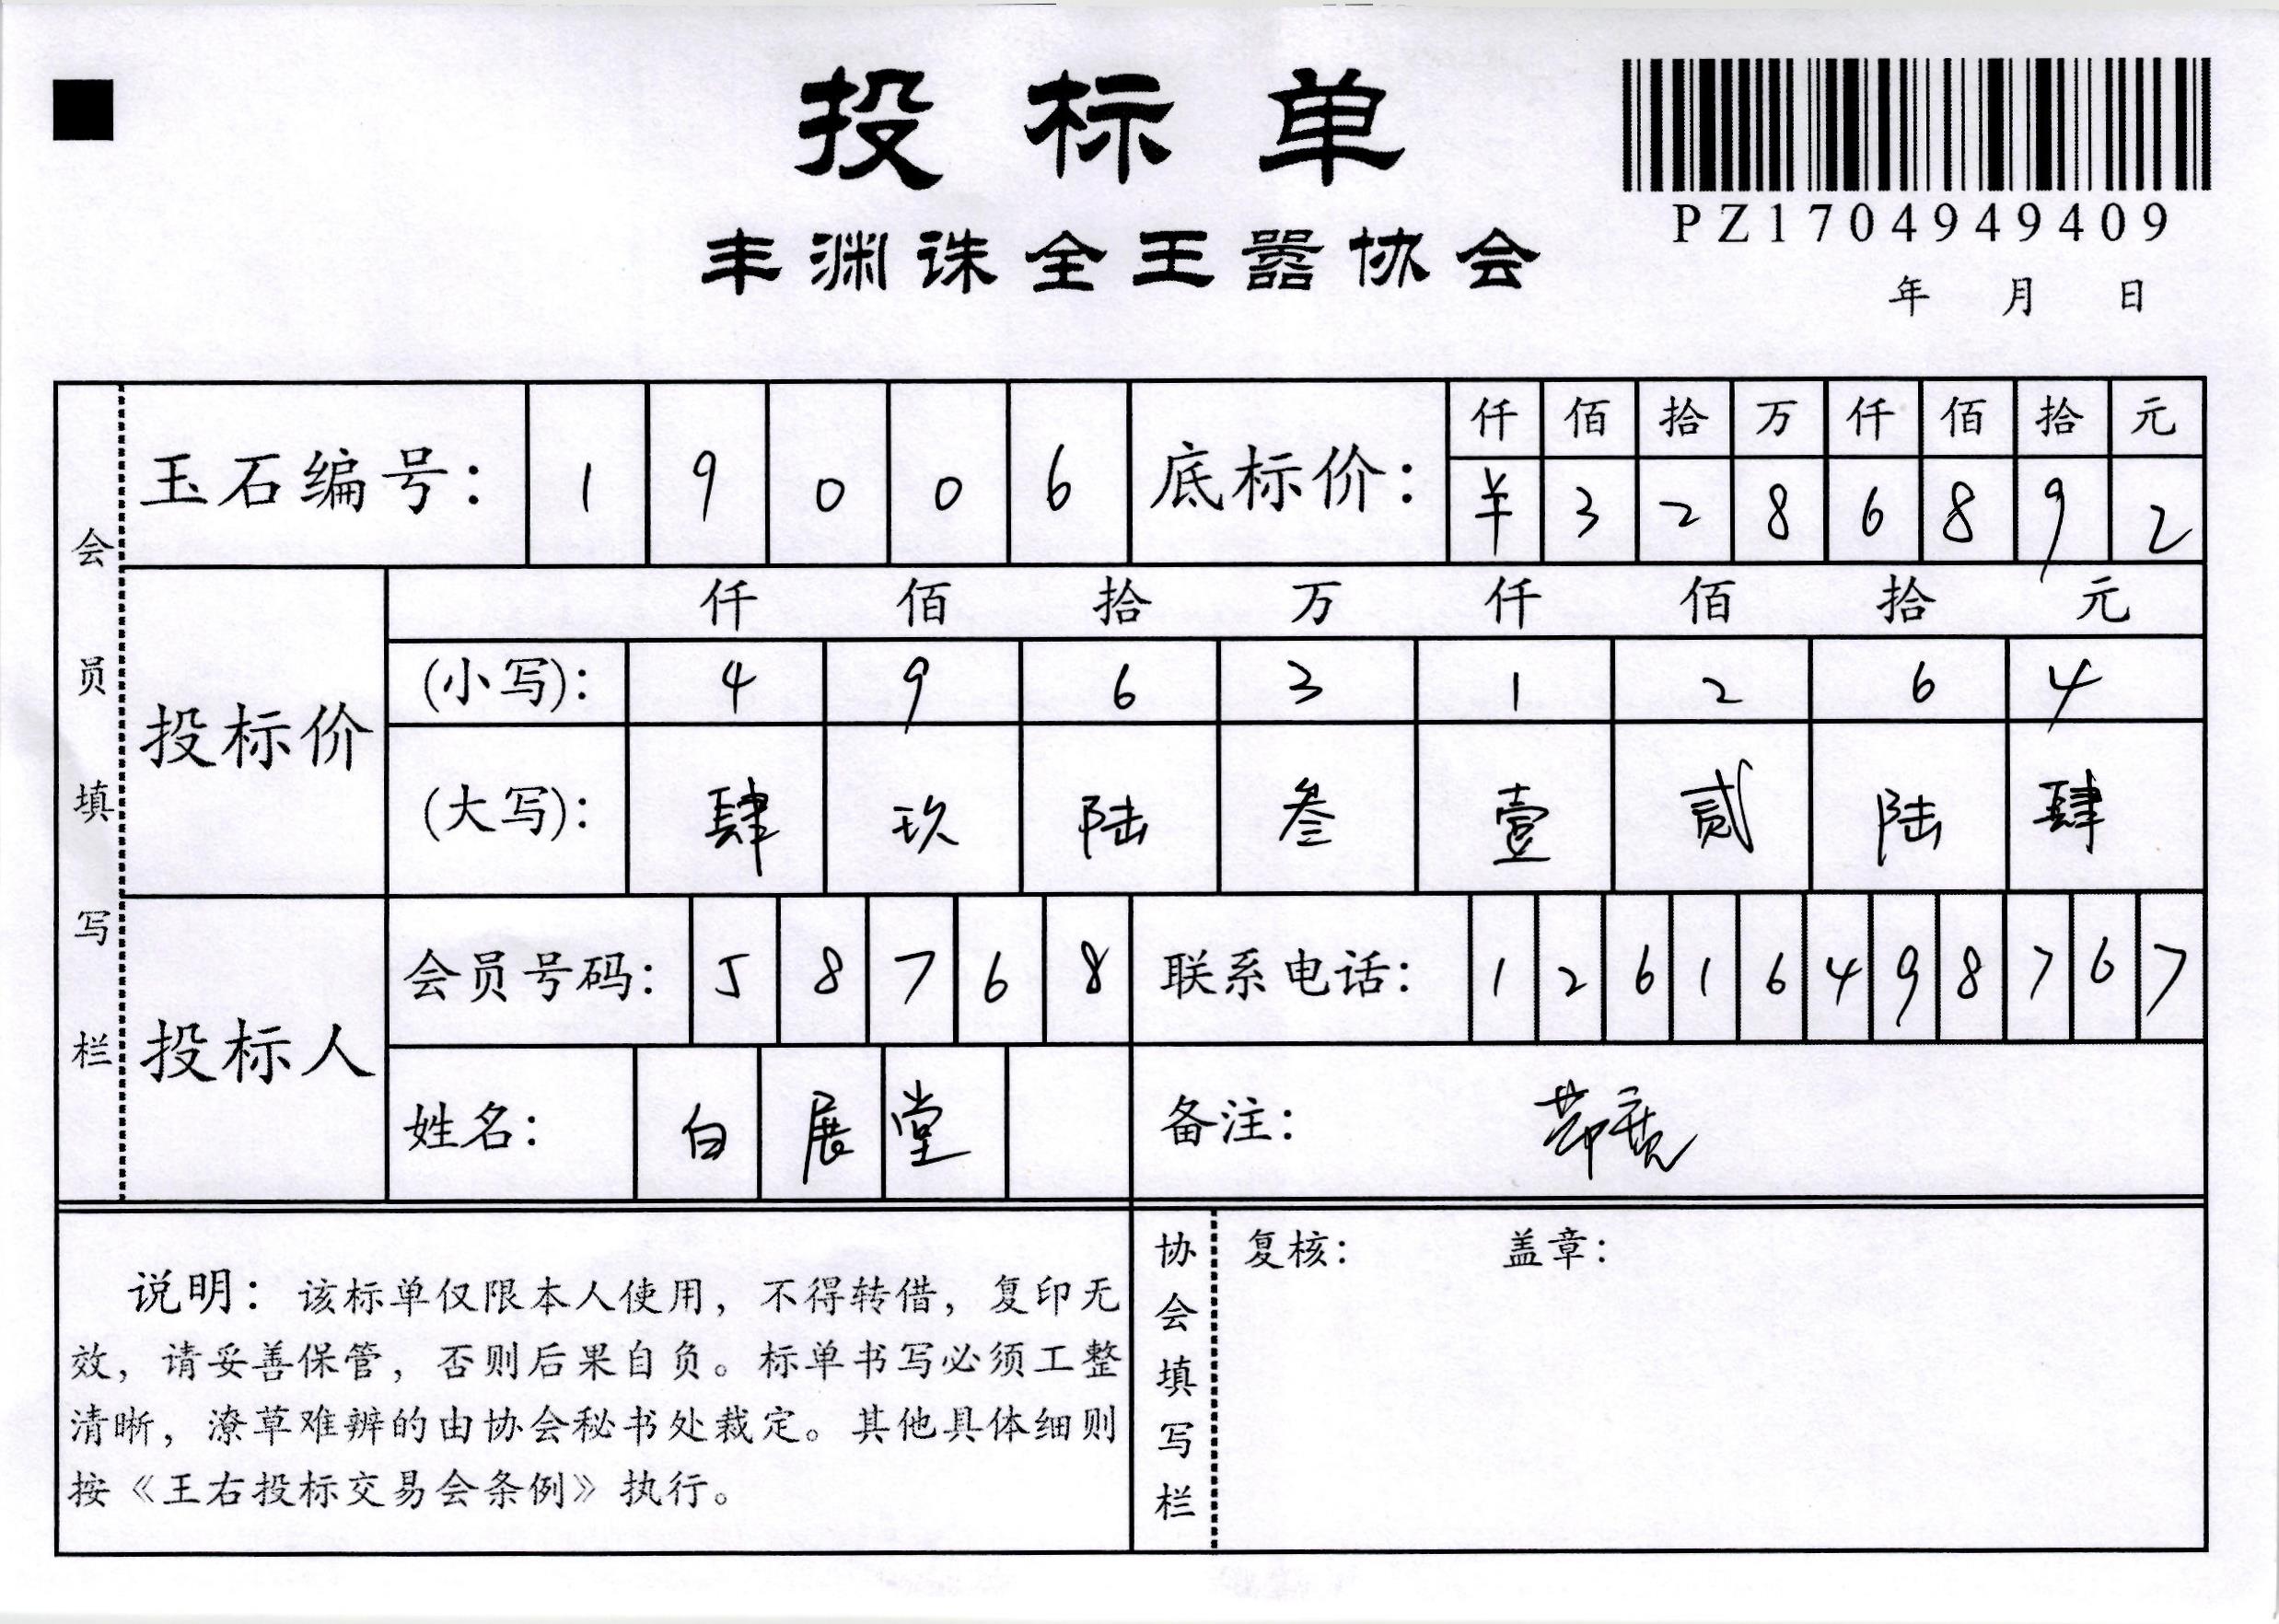 投标单
PZ1704949409
丰渊诛全王嚣协会
年 月 日
会员填写栏
玉石编号: 1 9 0 0 6 底标价: 仟 佰 拾 万 仟 佰 拾 元
¥ 3 2 8 6 8 9 2
投标价 仟 佰 拾 万 仟 佰 拾 元
(小写): 4 9 6 3 1 2 6 4
(大写): 肆 玖 陆 叁 壹 贰 陆 肆
投标人 会员号码: 5 8 7 6 8 联系电话: 1 2 6 1 6 4 9 8 7 6 7
姓名: 白 展 堂 备注:
说明: 该标单仅限本人使用, 不得转借, 复印无
效, 请妥善保管, 否则后果自负。标单书写必须工整
清晰, 潦草难辨的由协会秘书处裁定。其他具体细则
按《王右投标交易会条例》执行。
协会填写栏
复核: 盖章: